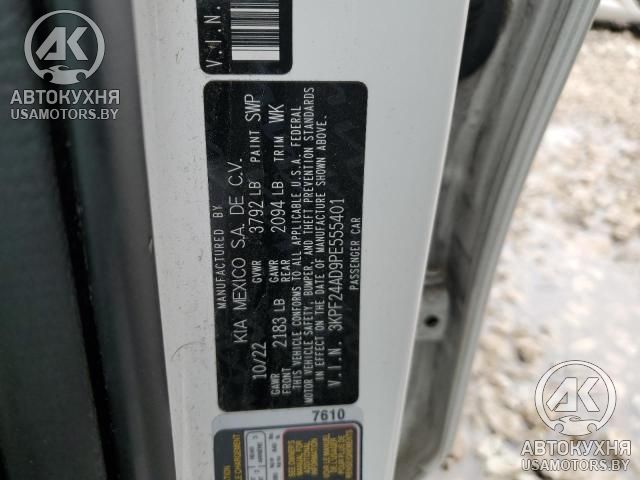 AK
АВТОКУХНЯ
USAMOTORS.BY
V.I.N.
MANUFACTURED BY
KIA MEXICO S.A. DE C.V.
10/22 GVWR 3792 LB PAINT SWP
GAWR FRONT 2183 LB GAWR REAR 2094 LB TRIM WK
THIS VEHICLE CONFORMS TO ALL APPLICABLE U.S.A. FEDERAL
MOTOR VEHICLE SAFETY, BUMPER, AND THEFT PREVENTION STANDARDS
IN EFFECT ON THE DATE OF MANUFACTURE SHOWN ABOVE.
V.I.N. 3KPF24AD9PE555401
PASSENGER CAR
7610
AK
АВТОКУХНЯ
USAMOTORS.BY